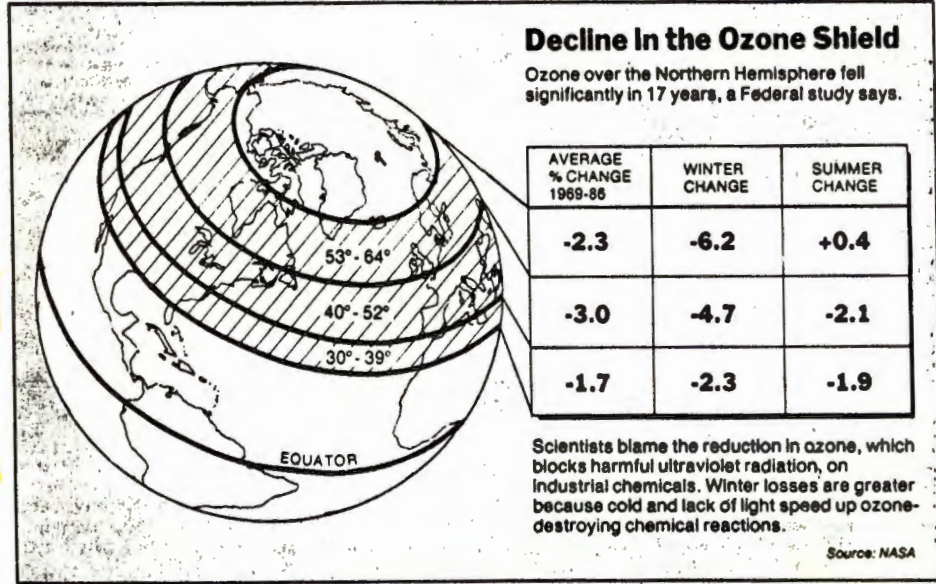 Decline In the Ozone Shield
Ozone over the Northern Hemisphere fell
significantly in 17 years, a Federal study says.
AVERAGE
% CHANGE
1969-86
WINTER
CHANGE
SUMMER
CHANGE
53°- 64°
-2.3 -6.2 +0.4
40°- 52°
-3.0 -4.7 -2.1
30°- 39°
-1.7 -2.3 -1.9
EQUATOR
Scientists blame the reduction in ozone, which
blocks harmful ultraviolet radiation, on
industrial chemicals. Winter losses are greater
because cold and lack of light speed up ozone-
destroying chemical reactions.
Source: NASA